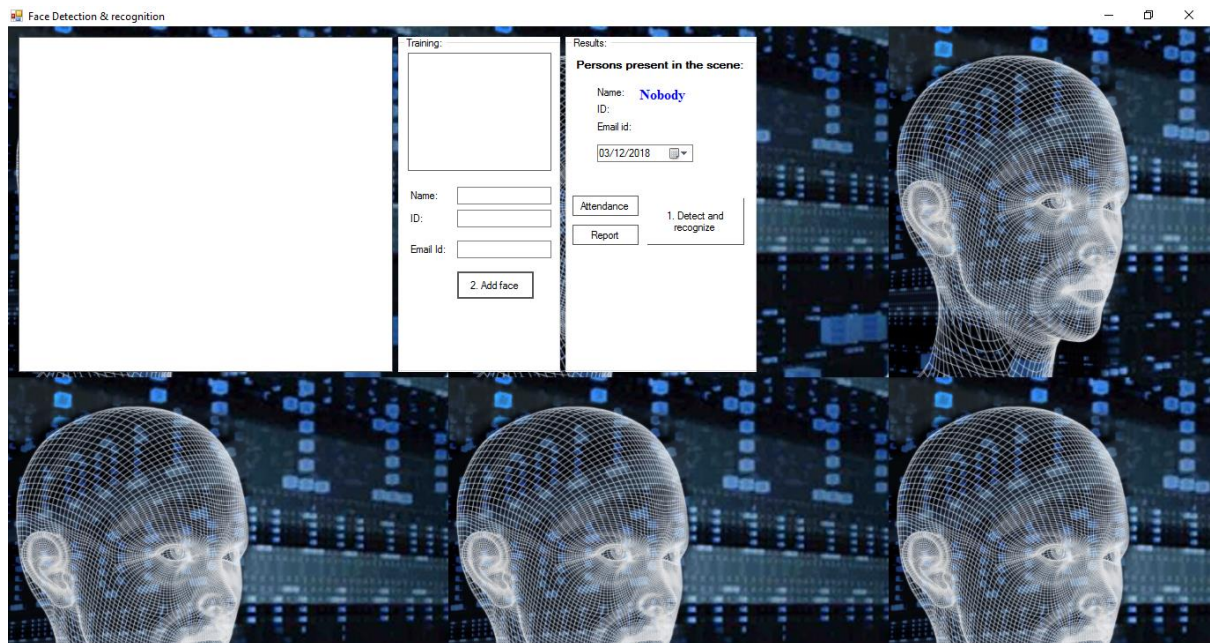 Face Detection & recognition
Training:
Name:
ID:
Email Id:
2. Add face
Results:
Persons present in the scene:
Name: Nobody
ID:
Email id:
03/12/2018
Attendance
Report
1. Detect and
recognize